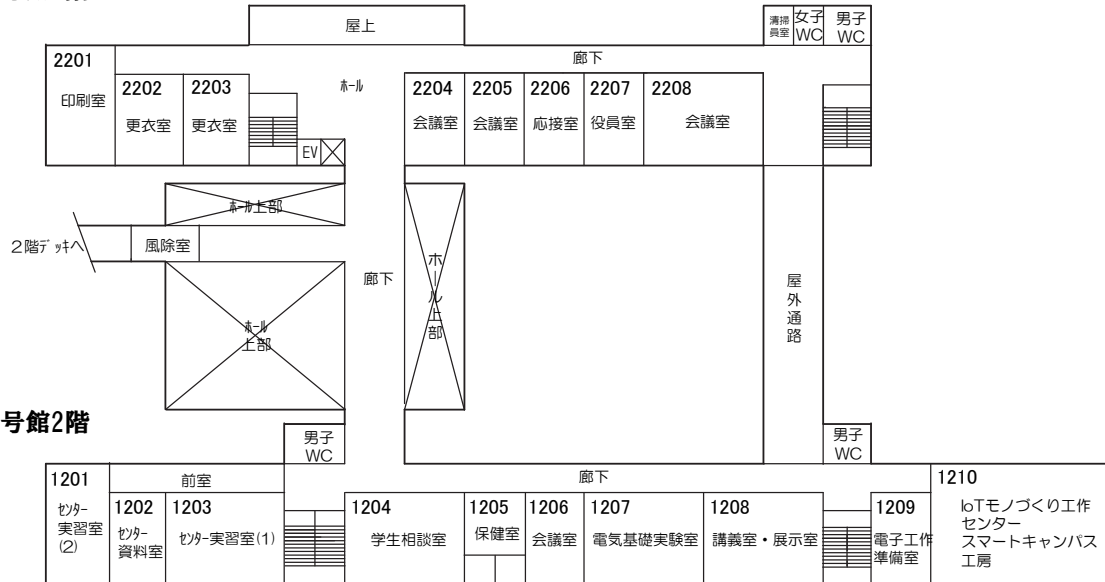 屋上
清掃
員室
女子
WC
男子
WC
2201
印刷室
廊下
2202
更衣室
2203
更衣室
ホール
2204
会議室
2205
会議室
2206
応接室
2207
役員室
2208
会議室
EV
ホール上部
2階デッキへ
風除室
廊下
ホール上部
屋外通路
ホール
上部
号館2階
男子
WC
男子
WC
1201
センター
実習室
(2)
前室
廊下
1202
センター
資料室
1203
センター実習室(1)
1204
学生相談室
1205
保健室
1206
会議室
1207
電気基礎実験室
1208
講義室・展示室
1209
電子工作
準備室
1210
IoTモノづくり工作
センター
スマートキャンパス
工房